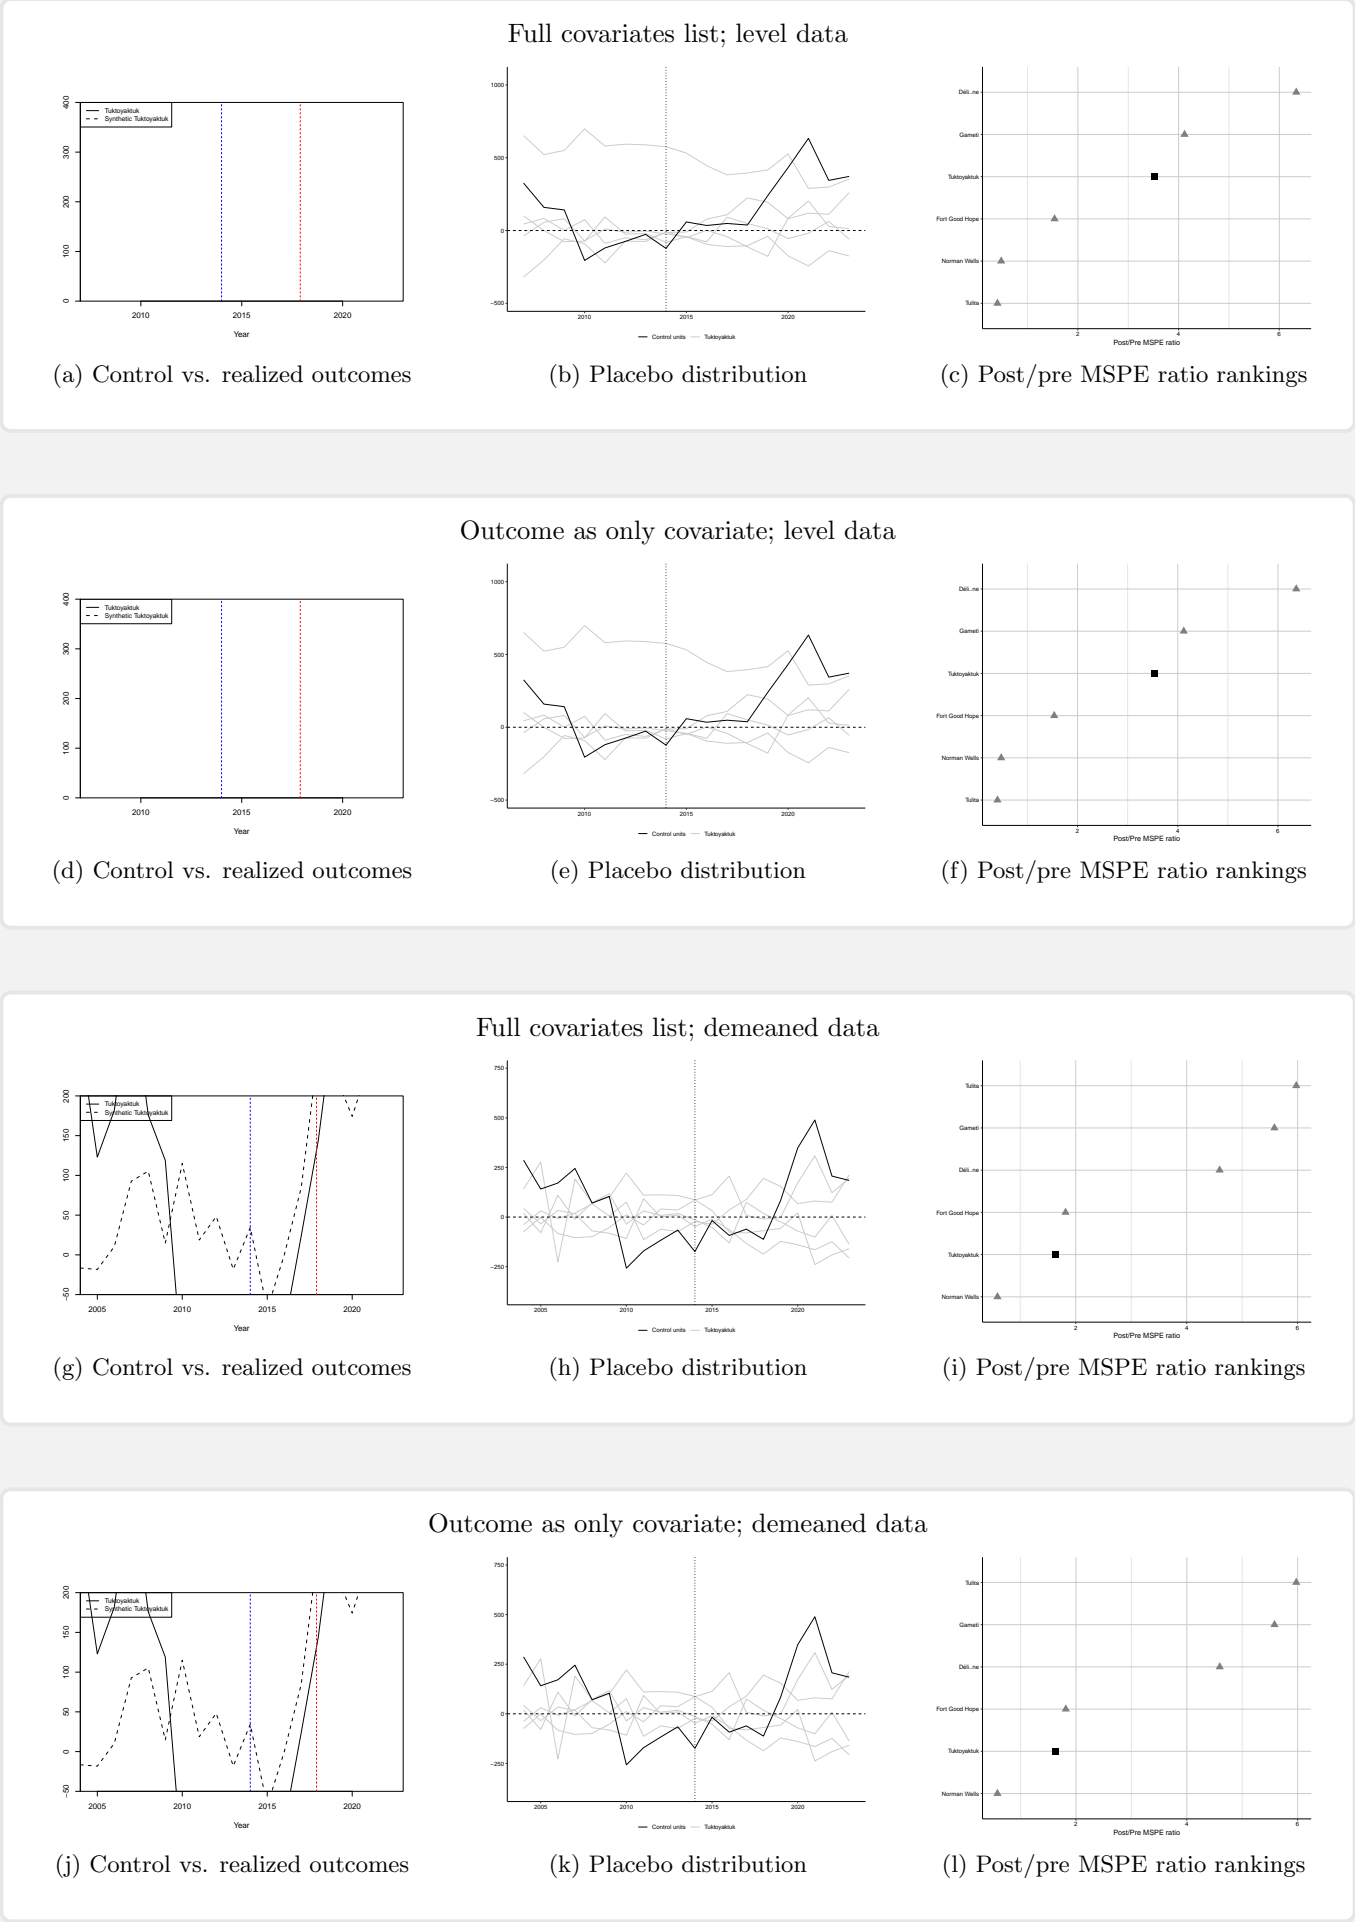 Full covariates list; level data
400
300
200
100
0
Tuktoyaktuk
Synthetic Tuktoyaktuk
2010
2015
2020
Year
(a) Control vs. realized outcomes
1000
500
0
−500
2010
2015
2020
Control units
Tuktoyaktuk
(b) Placebo distribution
Déli..ne
Gameti
Tuktoyaktuk
Fort Good Hope
Norman Wells
Tulita
2
4
6
Post/Pre MSPE ratio
(c) Post/pre MSPE ratio rankings
Outcome as only covariate; level data
400
300
200
100
0
Tuktoyaktuk
Synthetic Tuktoyaktuk
2010
2015
2020
Year
(d) Control vs. realized outcomes
1000
500
0
−500
2010
2015
2020
Control units
Tuktoyaktuk
(e) Placebo distribution
Déli..ne
Gameti
Tuktoyaktuk
Fort Good Hope
Norman Wells
Tulita
2
4
6
Post/Pre MSPE ratio
(f) Post/pre MSPE ratio rankings
Full covariates list; demeaned data
200
150
100
50
0
−50
Tuktoyaktuk
Synthetic Tuktoyaktuk
2005
2010
2015
2020
Year
(g) Control vs. realized outcomes
750
500
250
0
−250
2005
2010
2015
2020
Control units
Tuktoyaktuk
(h) Placebo distribution
Tulita
Gameti
Déli..ne
Fort Good Hope
Tuktoyaktuk
Norman Wells
2
4
6
Post/Pre MSPE ratio
(i) Post/pre MSPE ratio rankings
Outcome as only covariate; demeaned data
200
150
100
50
0
−50
Tuktoyaktuk
Synthetic Tuktoyaktuk
2005
2010
2015
2020
Year
(j) Control vs. realized outcomes
750
500
250
0
−250
2005
2010
2015
2020
Control units
Tuktoyaktuk
(k) Placebo distribution
Tulita
Gameti
Déli..ne
Fort Good Hope
Tuktoyaktuk
Norman Wells
2
4
6
Post/Pre MSPE ratio
(l) Post/pre MSPE ratio rankings